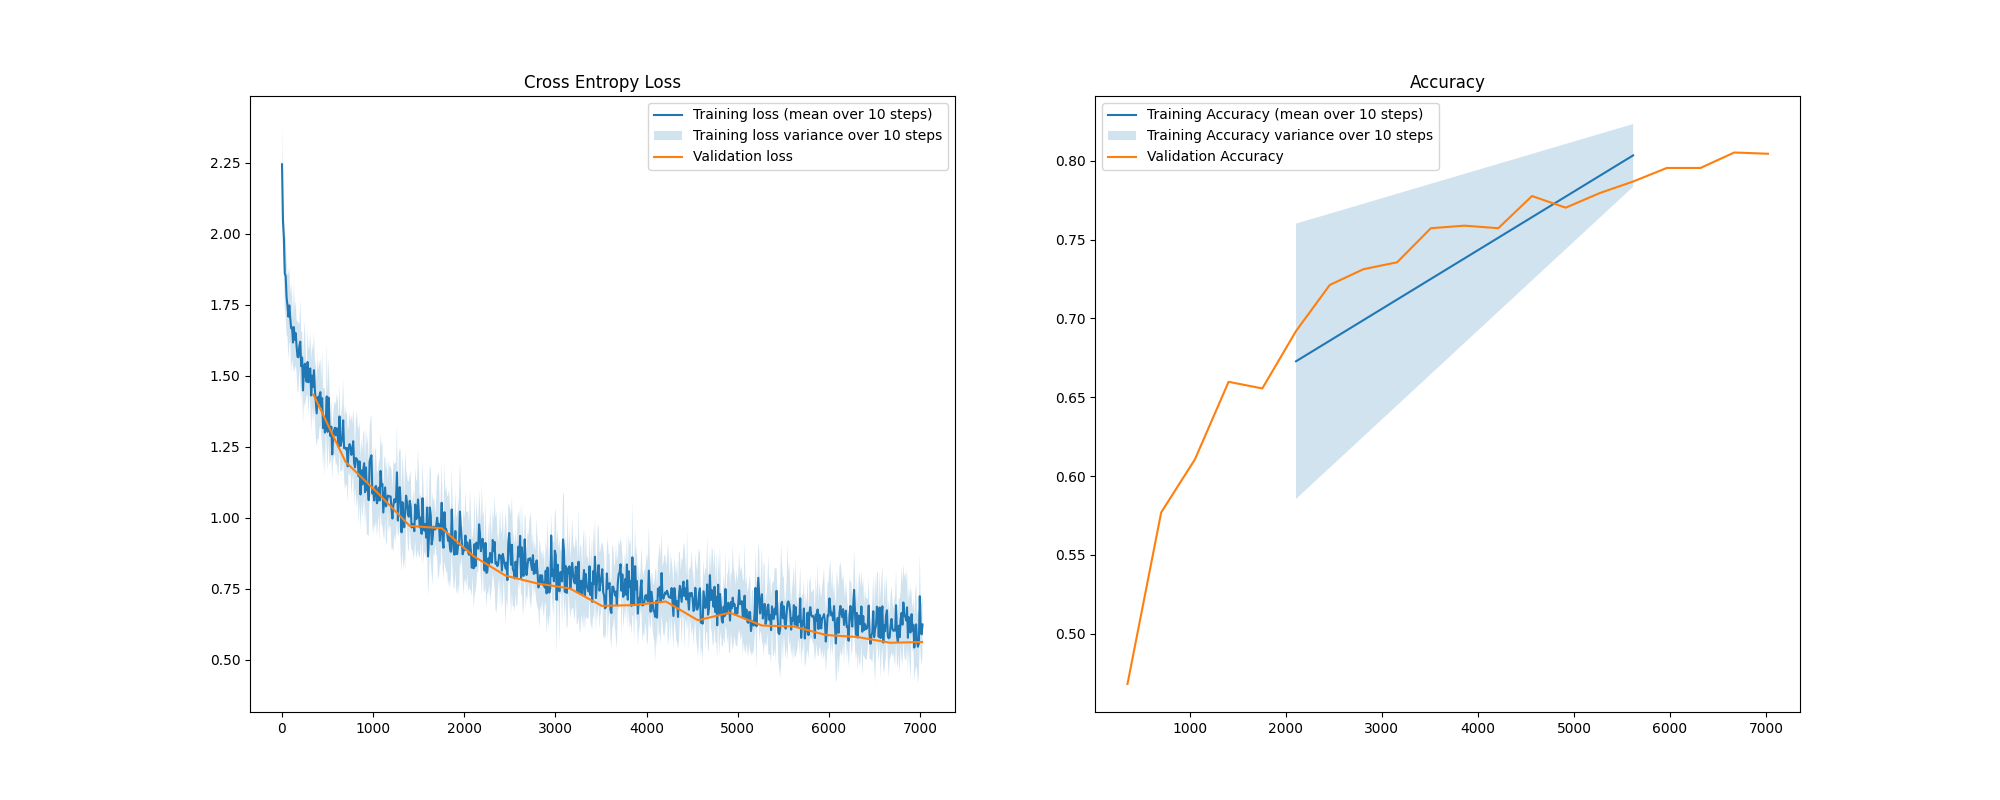 Cross Entropy Loss
Training loss (mean over 10 steps)
Training loss variance over 10 steps
Validation loss
2.25
2.00
1.75
1.50
1.25
1.00
0.75
0.50
0 1000 2000 3000 4000 5000 6000 7000
Accuracy
Training Accuracy (mean over 10 steps)
Training Accuracy variance over 10 steps
Validation Accuracy
0.80
0.75
0.70
0.65
0.60
0.55
0.50
1000 2000 3000 4000 5000 6000 7000